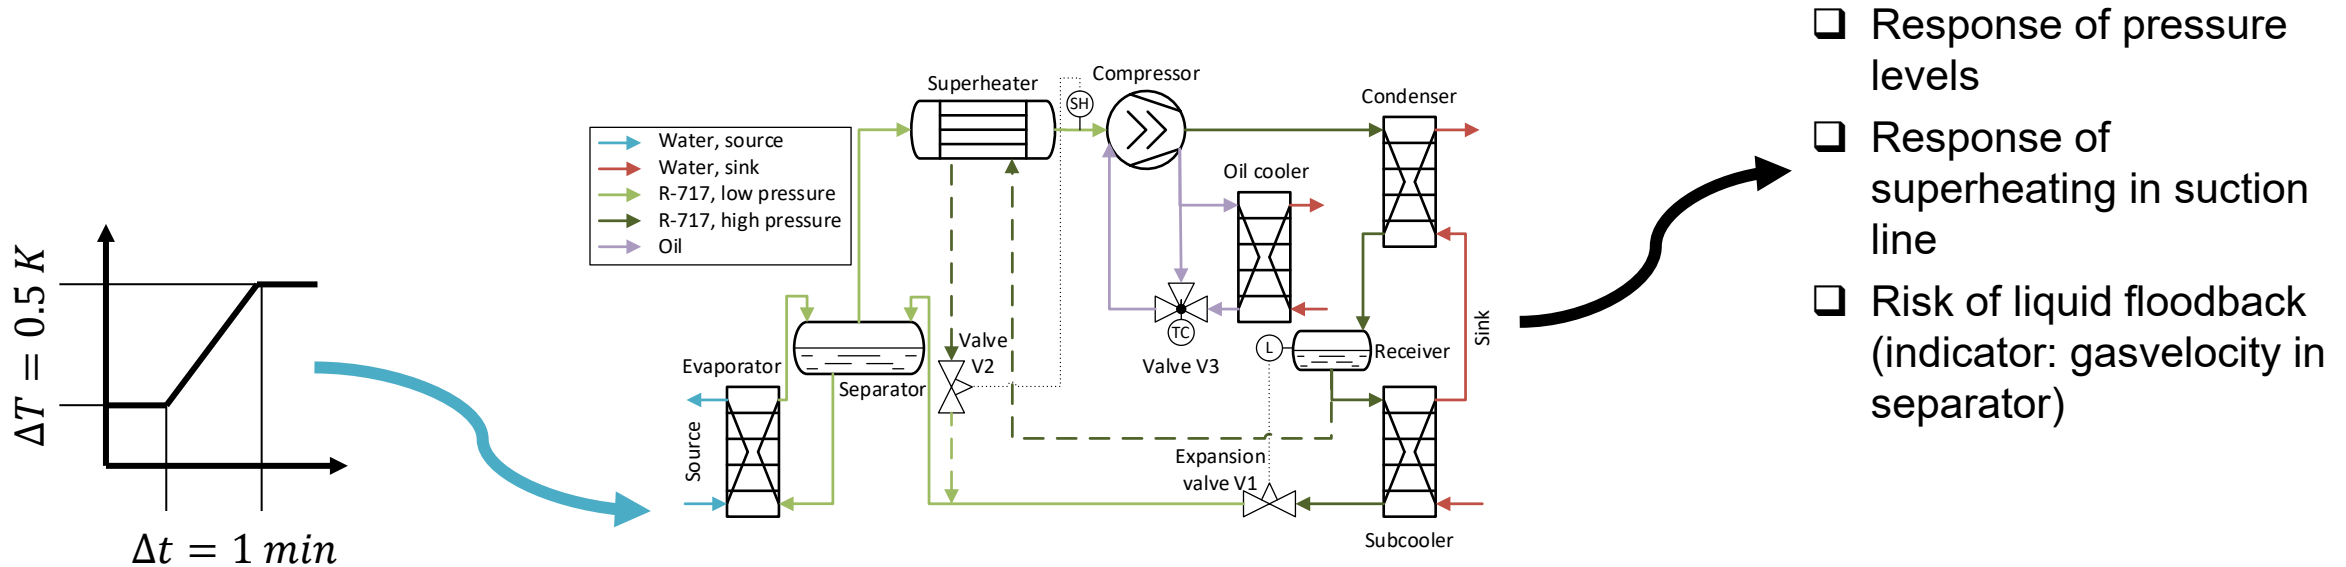 ΔT = 0.5 K
Δt = 1 min
Water, source
Water, sink
R-717, low pressure
R-717, high pressure
Oil
Superheater
SH
Compressor
Condenser
Oil cooler
TC
Valve V3
L
Receiver
Sink
Evaporator
Separator
Valve
V2
Source
Expansion
valve V1
Subcooler
❑ Response of pressure
levels
❑ Response of
superheating in suction
line
❑ Risk of liquid floodback
(indicator: gasvelocity in
separator)